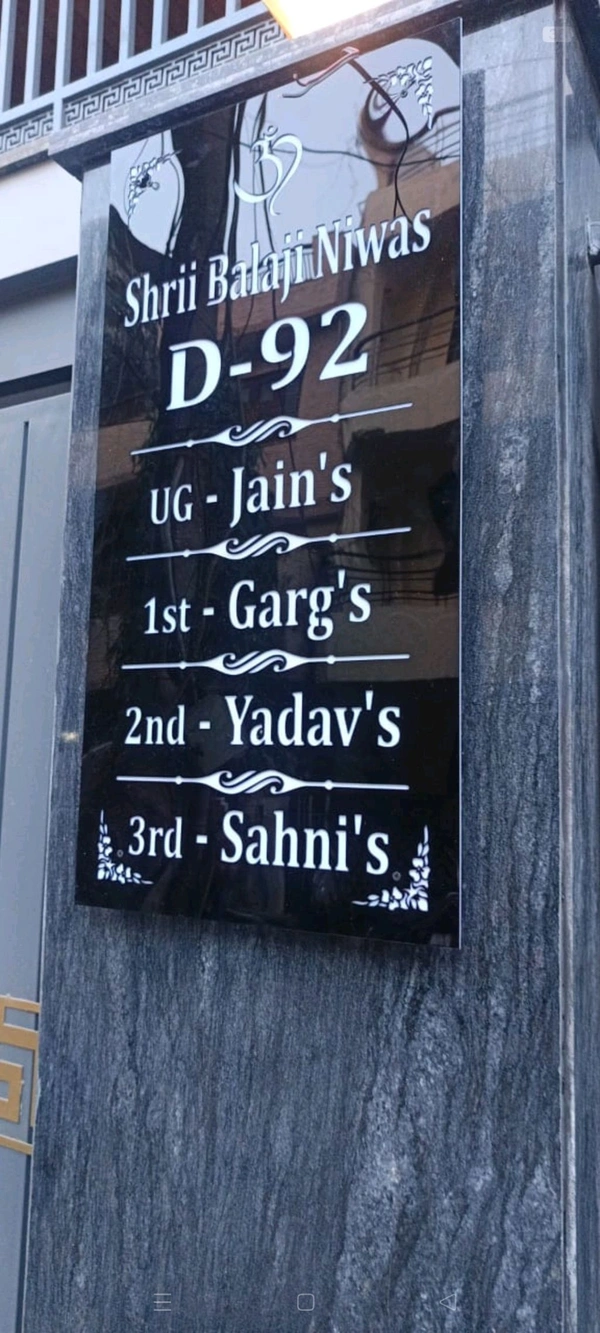 ॐ
Shrii Balaji Niwas
D-92
UG - Jain's
1st - Garg's
2nd - Yadav's
3rd - Sahni's